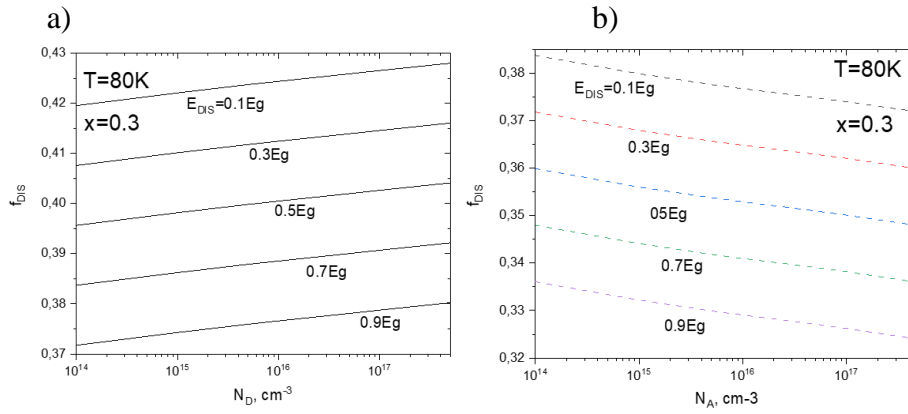 a)
T=80K
x=0.3
E_DIS=0.1Eg
0.3Eg
0.5Eg
0.7Eg
0.9Eg
0,43
0,42
0,41
0,40
0,39
0,38
0,37
f_DIS
10^14
10^15
10^16
10^17
N_D, cm^-3
b)
T=80K
x=0.3
E_DIS=0.1Eg
0.3Eg
05Eg
0.7Eg
0.9Eg
0,38
0,37
0,36
0,35
0,34
0,33
0,32
f_DIS
10^14
10^15
10^16
10^17
N_A, cm-3